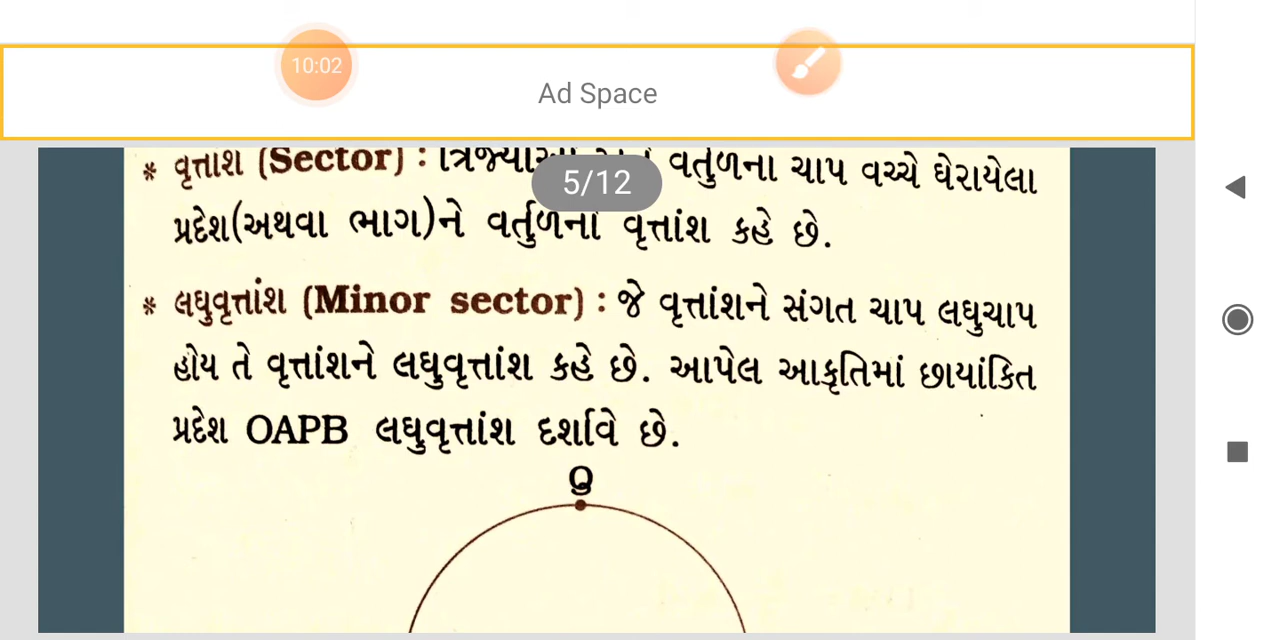 10:02
Ad Space
* વૃત્તાંશ (Sector) : ત્રિજ્યાઓ વર્તુળના ચાપ વચ્ચે ઘેરાયેલા
5/12
પ્રદેશ(અથવા ભાગ)ને વર્તુળના વૃત્તાંશ કહે છે.
* લઘુવૃત્તાંશ (Minor sector) : જે વૃત્તાંશને સંગત ચાપ લઘુચાપ
હોય તે વૃત્તાંશને લઘુવૃત્તાંશ કહે છે. આપેલ આકૃતિમાં છાયાંકિત
પ્રદેશ OAPB લઘુવૃત્તાંશ દર્શાવે છે.
Q